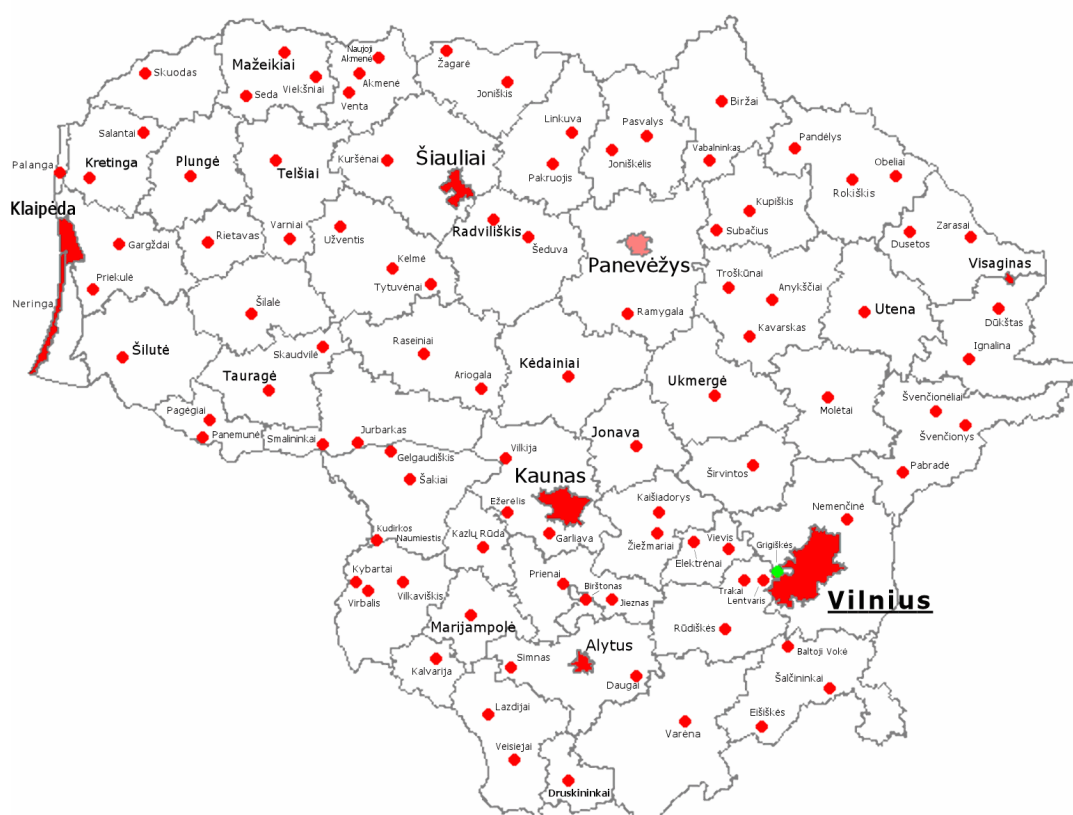 Naujoji
Akmenė
Žagarė
Mažeikiai
Skuodas
Viekšniai
Akmenė
Joniškis
Seda
Venta
Biržai
Linkuva
Pasvalys
Salantai
Pandėlys
Kretinga
Plungė
Telšiai
Kuršėnai
Šiauliai
Joniškėlis
Vabalninkas
Obeliai
Palanga
Pakruojis
Rokiškis
Klaipėda
Kupiškis
Radviliškis
Subačius
Varniai
Užventis
Gargždai
Rietavas
Šeduva
Zarasai
Dusetos
Kelmė
Panevėžys
Visaginas
Troškūnai
Priekulė
Tytuvėnai
Anykščiai
Neringa
Šilalė
Ramygala
Utena
Dūkštas
Kavarskas
Šilutė
Skaudvilė
Raseiniai
Ignalina
Tauragė
Kėdainiai
Ariogala
Ukmergė
Švenčionėliai
Pagėgiai
Molėtai
Panemunė
Smalininkai
Jurbarkas
Jonava
Švenčionys
Vilkija
Gelgaudiškis
Širvintos
Pabradė
Šakiai
Kaunas
Ežerėlis
Kaišiadorys
Nemenčinė
Kudirkos
Naumiestis
Kazlų Rūda
Garliava
Žiežmariai
Vievis
Grigiškės
Elektrėnai
Kybartai
Prienai
Birštonas
Virbalis
Vilkaviškis
Jieznas
Trakai
Lentvaris
Vilnius
Marijampolė
Rūdiškės
Alytus
Simnas
Baltoji Vokė
Kalvarija
Daugai
Šalčininkai
Lazdijai
Eišiškės
Varėna
Veisiejai
Druskininkai